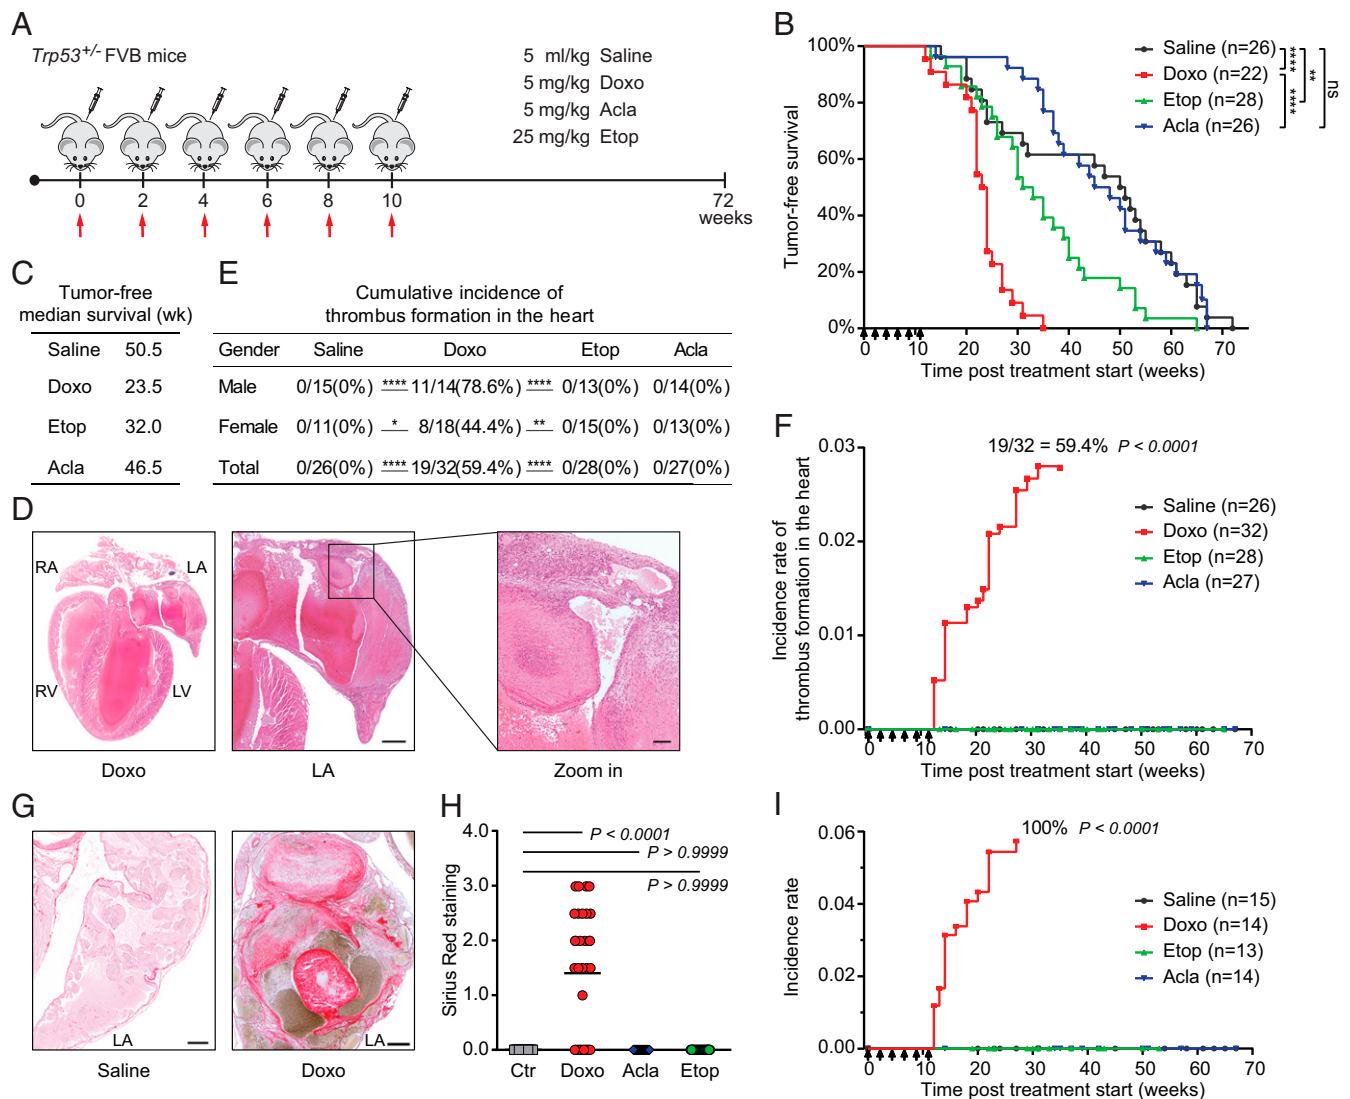 A
Trp53+/- FVB mice
5 ml/kg Saline
5 mg/kg Doxo
5 mg/kg Acla
25 mg/kg Etop
0 2 4 6 8 10 72
weeks
B
Tumor-free survival
100%
80%
60%
40%
20%
0%
0 10 20 30 40 50 60 70
Time post treatment start (weeks)
Saline (n=26)
Doxo (n=22)
Etop (n=28)
Acla (n=26)
****
****
**
ns
C
Tumor-free
median survival (wk)
Saline 50.5
Doxo 23.5
Etop 32.0
Acla 46.5
E
Cumulative incidence of
thrombus formation in the heart
Gender Saline Doxo Etop Acla
Male 0/15(0%) **** 11/14(78.6%) **** 0/13(0%) 0/14(0%)
Female 0/11(0%) * 8/18(44.4%) ** 0/15(0%) 0/13(0%)
Total 0/26(0%) **** 19/32(59.4%) **** 0/28(0%) 0/27(0%)
D
RA LA
RV LV
Doxo
LA
Zoom in
F
Incidence rate of
thrombus formation in the heart
0.03
0.02
0.01
0.00
0 10 20 30 40 50 60 70
Time post treatment start (weeks)
19/32 = 59.4% P < 0.0001
Saline (n=26)
Doxo (n=32)
Etop (n=28)
Acla (n=27)
G
LA
Saline
LA
Doxo
H
Sirius Red staining
4.0
3.0
2.0
1.0
0.0
P < 0.0001
P > 0.9999
P > 0.9999
Ctr Doxo Acla Etop
I
Incidence rate
0.06
0.04
0.02
0.00
0 10 20 30 40 50 60 70
Time post treatment start (weeks)
100% P < 0.0001
Saline (n=15)
Doxo (n=14)
Etop (n=13)
Acla (n=14)